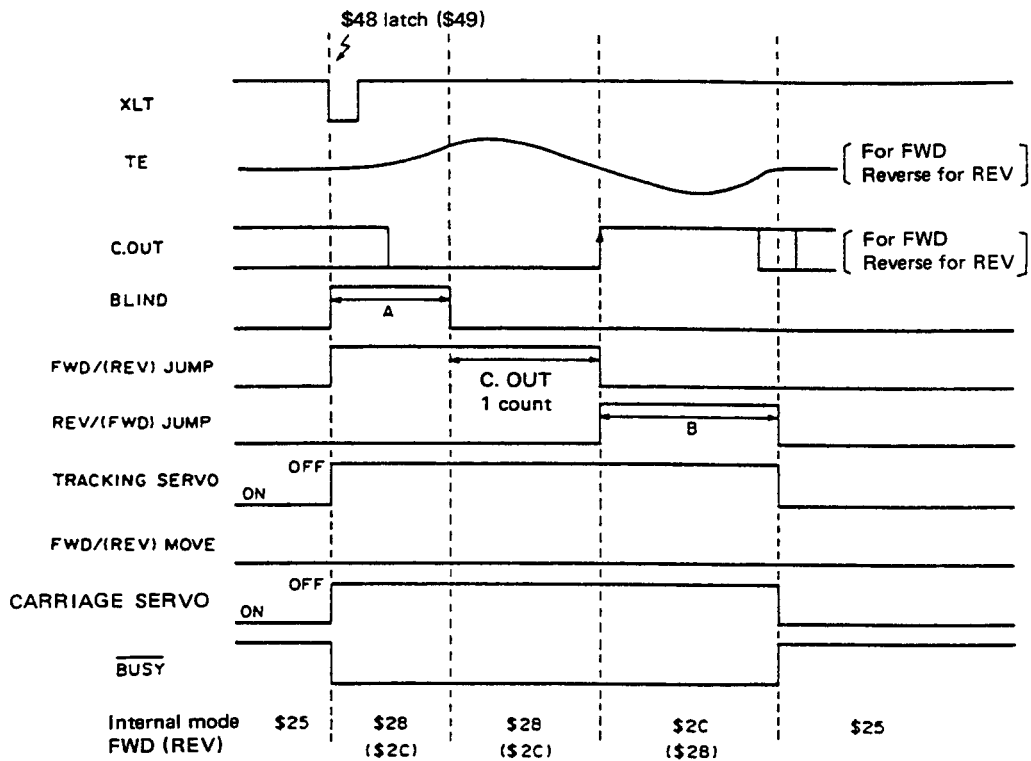 $48 latch ($49)
XLT
TE
For FWD
Reverse for REV
C.OUT
For FWD
Reverse for REV
BLIND
A
FWD/(REV) JUMP
C. OUT
1 count
REV/(FWD) JUMP
B
OFF
TRACKING SERVO
ON
FWD/(REV) MOVE
OFF
CARRIAGE SERVO
ON
BUSY
Internal mode $25 $28 $28 $2C $25
FWD (REV) ($2C) ($2C) ($28)